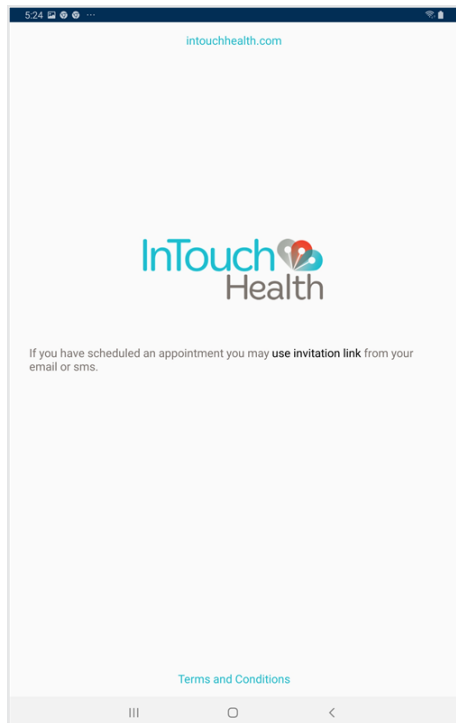 5:24
intouchhealth.com
InTouch
Health
If you have scheduled an appointment you may use invitation link from your
email or sms.
Terms and Conditions